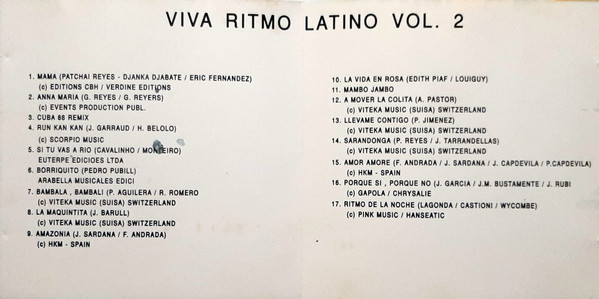 VIVA RITMO LATINO VOL. 2
1. MAMA (PATCHAI REYES - DJANKA DJABATE / ERIC FERNANDEZ)
(c) EDITIONS CBH / VERDINE EDITIONS
2. ANNA MARIA (G. REYES / G. REYERS)
(c) EVENTS PRODUCTION PUBL.
3. CUBA 88 REMIX
4. RUN KAN KAN (J. GARRAUD / H. BELOLO)
(c) SCORPIO MUSIC
5. SI TU VAS A RIO (CAVALINHO / MONTEIRO)
EUTERPE EDICIOES LTDA
6. BORRIQUITO (PEDRO PUBILL)
ARABELLA MUSICALES EDICI
7. BAMBALA , BAMBALI (P. AGUILERA / R. ROMERO
(c) VITEKA MUSIC (SUISA) SWITZERLAND
8. LA MAQUINTITA (J. BARULL)
(c) VITEKA MUSIC (SUISA) SWITZERLAND
9. AMAZONIA (J. SARDANA / F. ANDRADA)
(c) HKM - SPAIN
10. LA VIDA EN ROSA (EDITH PIAF / LOUIGUY)
11. MAMBO JAMBO
12. A MOVER LA COLITA (A. PASTOR)
(c) VITEKA MUSIC (SUISA) SWITZERLAND
13. LLEVAME CONTIGO (P. JIMENEZ)
(c) VITEKA MUSIC (SUISA) SWITZERLAND
14. SARANDONGA (P. REYES / J. TARRANDELLAS)
(c) VITEKA MUSIC (SUISA) SWITZERLAND
15. AMOR AMORE (F. ANDRADA / J. SARDANA / J. CAPDEVILA / P.CAPDEVILA)
(c) HKM - SPAIN
16. PORQUE SI , PORQUE NO (J. GARCIA / J.M. BUSTAMENTE / J. RUBI
(c) GAPOLA / CHRYSALIE
17. RITMO DE LA NOCHE (LAGONDA / CASTIONI / WYCOMBE)
(c) PINK MUSIC / HANSEATIC